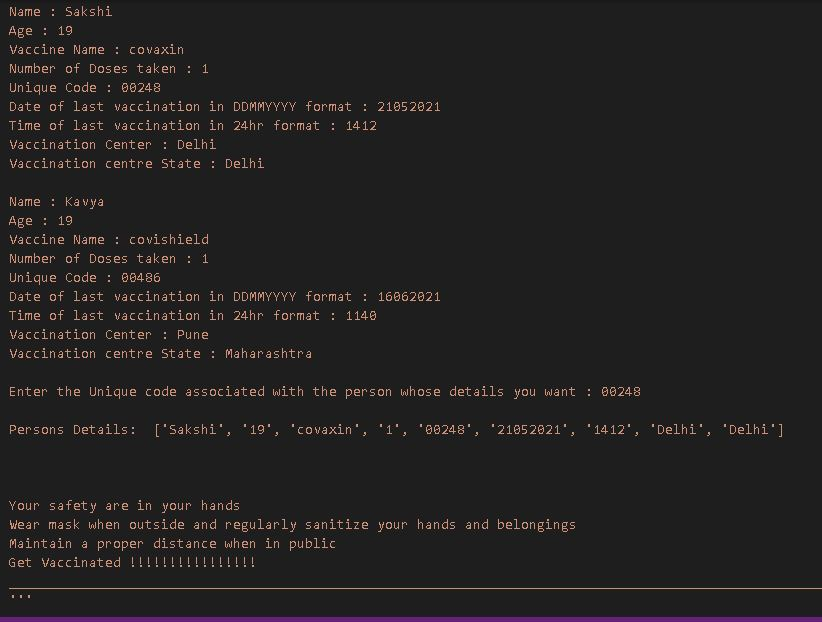 Name : Sakshi
Age : 19
Vaccine Name : covaxin
Number of Doses taken : 1
Unique Code : 00248
Date of last vaccination in DDMMYYYY format : 21052021
Time of last vaccination in 24hr format : 1412
Vaccination Center : Delhi
Vaccination centre State : Delhi
Name : Kavya
Age : 19
Vaccine Name : covishield
Number of Doses taken : 1
Unique Code : 00486
Date of last vaccination in DDMMYYYY format : 16062021
Time of last vaccination in 24hr format : 1140
Vaccination Center : Pune
Vaccination centre State : Maharashtra
Enter the Unique code associated with the person whose details you want : 00248
Persons Details:  ['Sakshi', '19', 'covaxin', '1', '00248', '21052021', '1412', 'Delhi', 'Delhi']
Your safety are in your hands
Wear mask when outside and regularly sanitize your hands and belongings
Maintain a proper distance when in public
Get Vaccinated !!!!!!!!!!!!!!!!
...